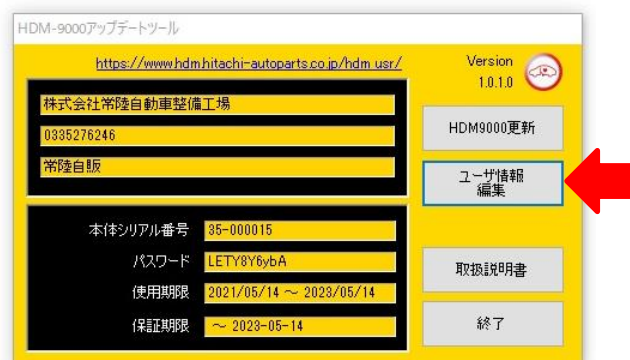 HDM-9000アップデートツール
https://www.hdm.hitachi-autoparts.co.jp/hdm_usr/
Version
1.0.1.0
株式会社常陸自動車整備工場
0335276246
常陸自販
HDM9000更新
ユーザ情報
編集
本体シリアル番号 35-000015
パスワード LETY8Y6ybA
使用期限 2021/05/14 ～ 2023/05/14
保証期限 ～ 2023-05-14
取扱説明書
終了